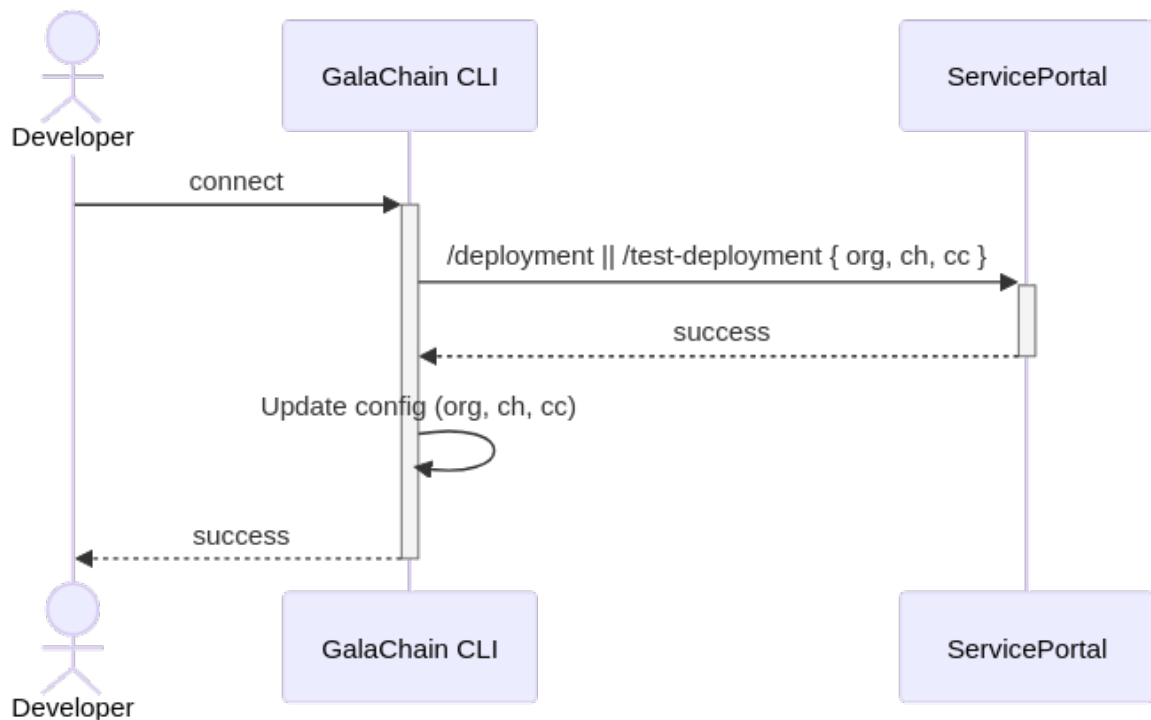 GalaChain CLI
ServicePortal
Developer
connect
/deployment || /test-deployment { org, ch, cc }
success
Update config (org, ch, cc)
success
GalaChain CLI
ServicePortal
Developer